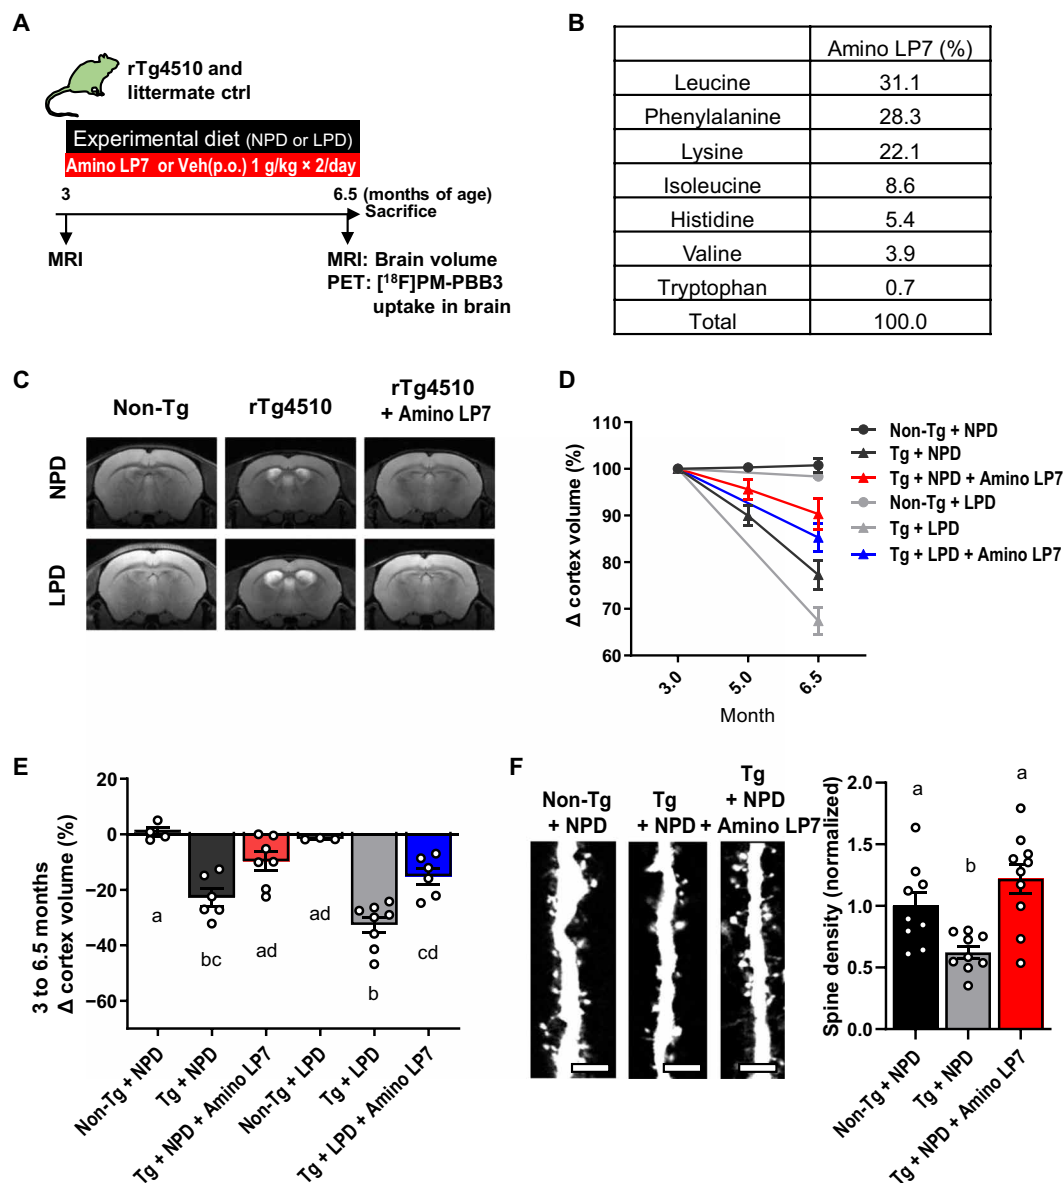 A
rTg4510 and
littermate ctrl
Experimental diet (NPD or LPD)
Amino LP7 or Veh(p.o.) 1 g/kg × 2/day
3
6.5 (months of age)
Sacrifice
MRI
MRI: Brain volume
PET: [18F]PM-PBB3
uptake in brain
B
Amino LP7 (%)
Leucine 31.1
Phenylalanine 28.3
Lysine 22.1
Isoleucine 8.6
Histidine 5.4
Valine 3.9
Tryptophan 0.7
Total 100.0
C
Non-Tg
rTg4510
rTg4510
+ Amino LP7
NPD
LPD
D
Δ cortex volume (%)
110
100
90
80
70
60
3.0
5.0
6.5
Month
Non-Tg + NPD
Tg + NPD
Tg + NPD + Amino LP7
Non-Tg + LPD
Tg + LPD
Tg + LPD + Amino LP7
E
3 to 6.5 months
Δ cortex volume (%)
20
0
−20
−40
−60
a
bc
ad
ad
b
cd
Non-Tg + NPD
Tg + NPD
Tg + NPD + Amino LP7
Non-Tg + LPD
Tg + LPD
Tg + LPD + Amino LP7
F
Non-Tg
+ NPD
Tg
+ NPD
Tg
+ NPD
+ Amino LP7
Spine density (normalized)
2.0
1.5
1.0
0.5
0.0
a
b
a
Non-Tg + NPD
Tg + NPD
Tg + NPD + Amino LP7